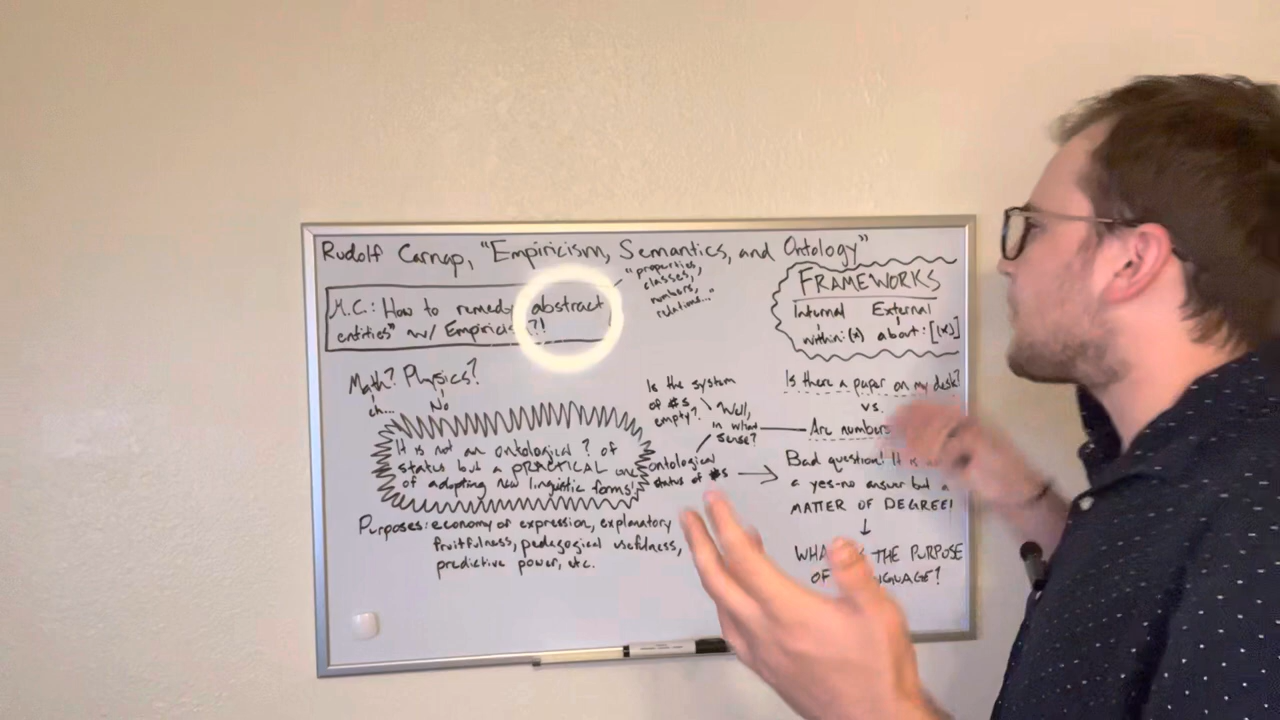 Rudolf Carnap, "Empiricism, Semantics, and Ontology"
"properties,
classes,
numbers,
relations..."
M.C.: How to remedy abstract
entities" w/ Empiricis ?!
FRAMEWORKS
Internal External
within: (x) about: [(x)]
Math? Physics?
eh... No
It is not an ontological ? of
status but a PRACTICAL one
of adopting new linguistic forms!
Purposes: economy of expression, explanatory
fruitfulness, pedagogical usefulness,
predictive power, etc.
Is the system
of #s
empty?
Well,
in what
sense?
ontological
status of #s
Is there a paper on my desk?
vs.
Are numbers
Bad question! It is
a yes-no answer but a
MATTER OF DEGREE!
THE PURPOSE
OF